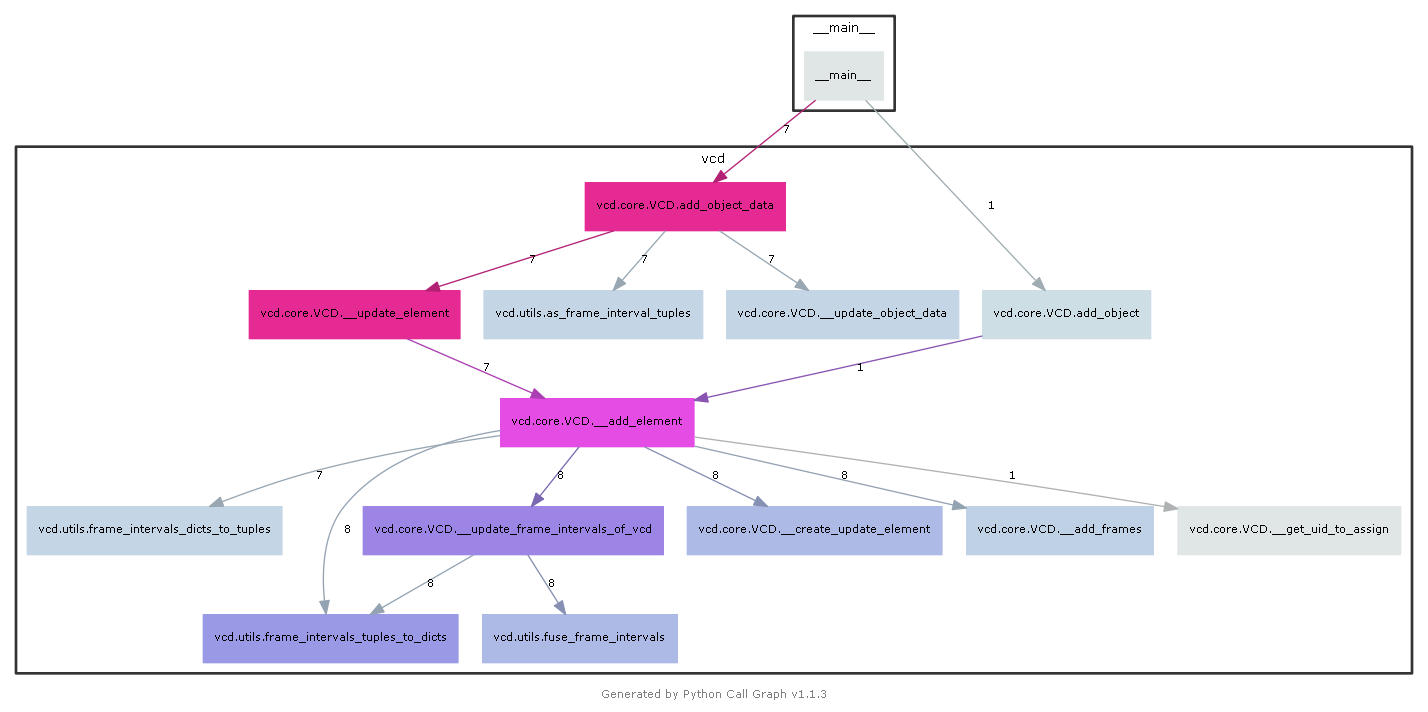 __main__
__main__
7
vcd
vcd.core.VCD.add_object_data
1
7
7
7
vcd.core.VCD.__update_element
vcd.utils.as_frame_interval_tuples
vcd.core.VCD.__update_object_data
vcd.core.VCD.add_object
7
1
vcd.core.VCD.__add_element
7
8
8
8
1
vcd.utils.frame_intervals_dicts_to_tuples
8
vcd.core.VCD.__update_frame_intervals_of_vcd
vcd.core.VCD.__create_update_element
vcd.core.VCD.__add_frames
vcd.core.VCD.__get_uid_to_assign
8
8
vcd.utils.frame_intervals_tuples_to_dicts
vcd.utils.fuse_frame_intervals
Generated by Python Call Graph v1.1.3